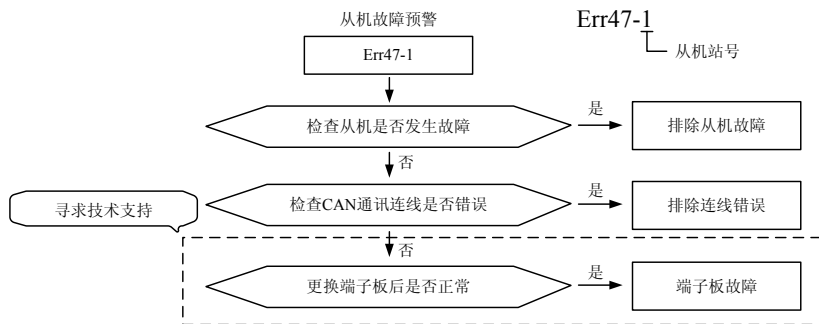 从机故障预警
Err47-1
Err47-1
从机站号
检查从机是否发生故障
是
排除从机故障
否
寻求技术支持
检查CAN通讯连线是否错误
是
排除连线错误
否
更换端子板后是否正常
是
端子板故障